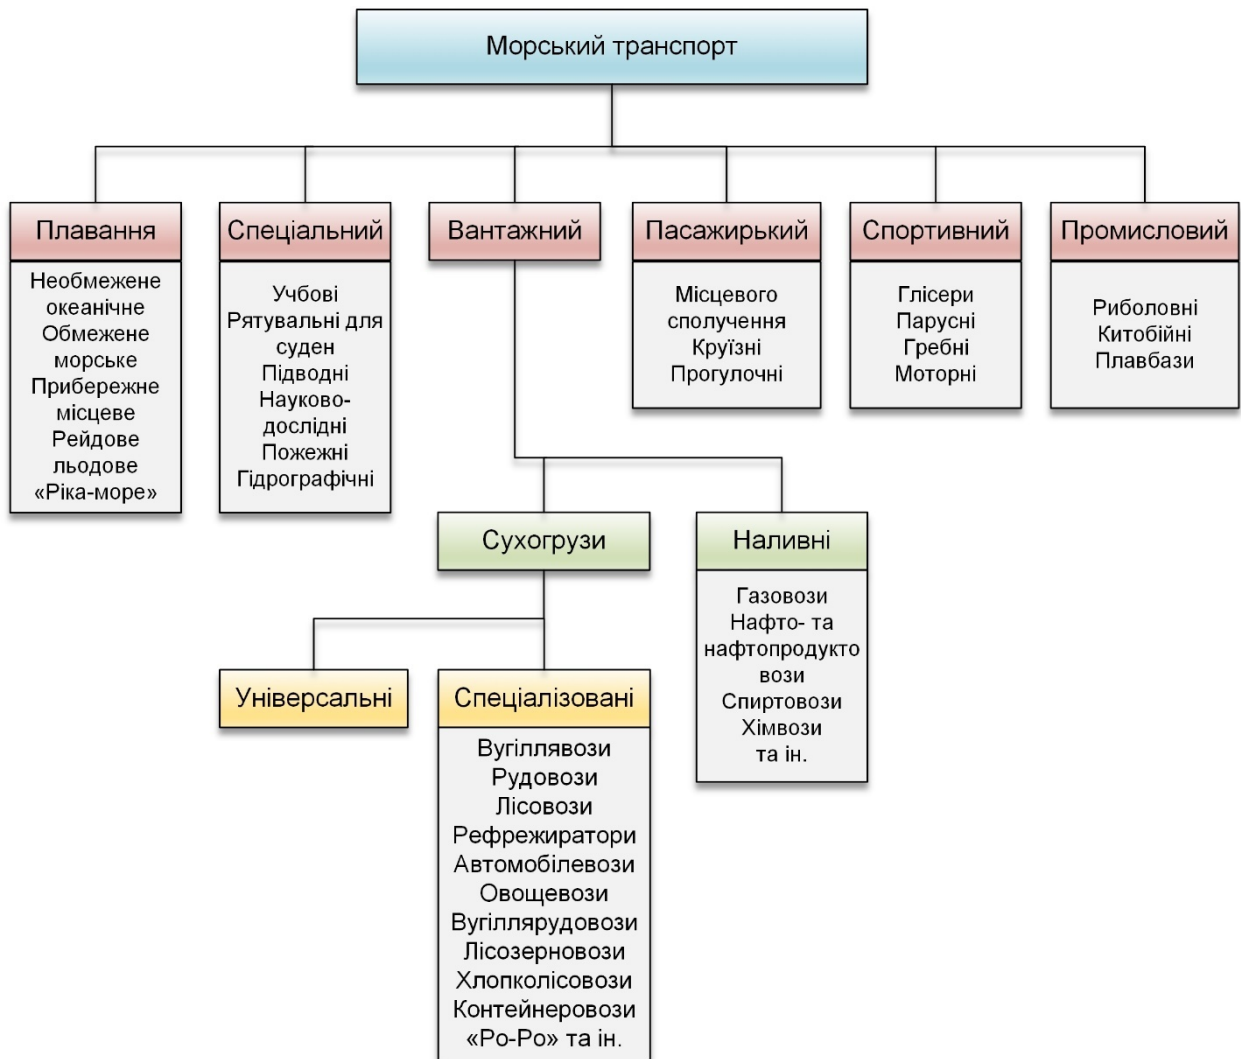 Морський транспорт
Плавання
Необмежене
океанічне
Обмежене
морське
Прибережне
місцеве
Рейдове
льодове
«Ріка-море»
Спеціальний
Учбові
Рятувальні для
суден
Підводні
Науково-
дослідні
Пожежні
Гідрографічні
Вантажний
Пасажирький
Місцевого
сполучення
Круїзні
Прогулочні
Спортивний
Глісери
Парусні
Гребні
Моторні
Промисловий
Риболовні
Китобійні
Плавбази
Сухогрузи
Наливні
Газовози
Нафто- та
нафтопродукто
вози
Спиртовози
Хімвози
та ін.
Універсальні
Спеціалізовані
Вугіллявози
Рудовози
Лісовози
Рефрежиратори
Автомобілевози
Овощевози
Вугіллярудовози
Лісозерновози
Хлопколісовози
Контейнеровози
«Ро-Ро» та ін.